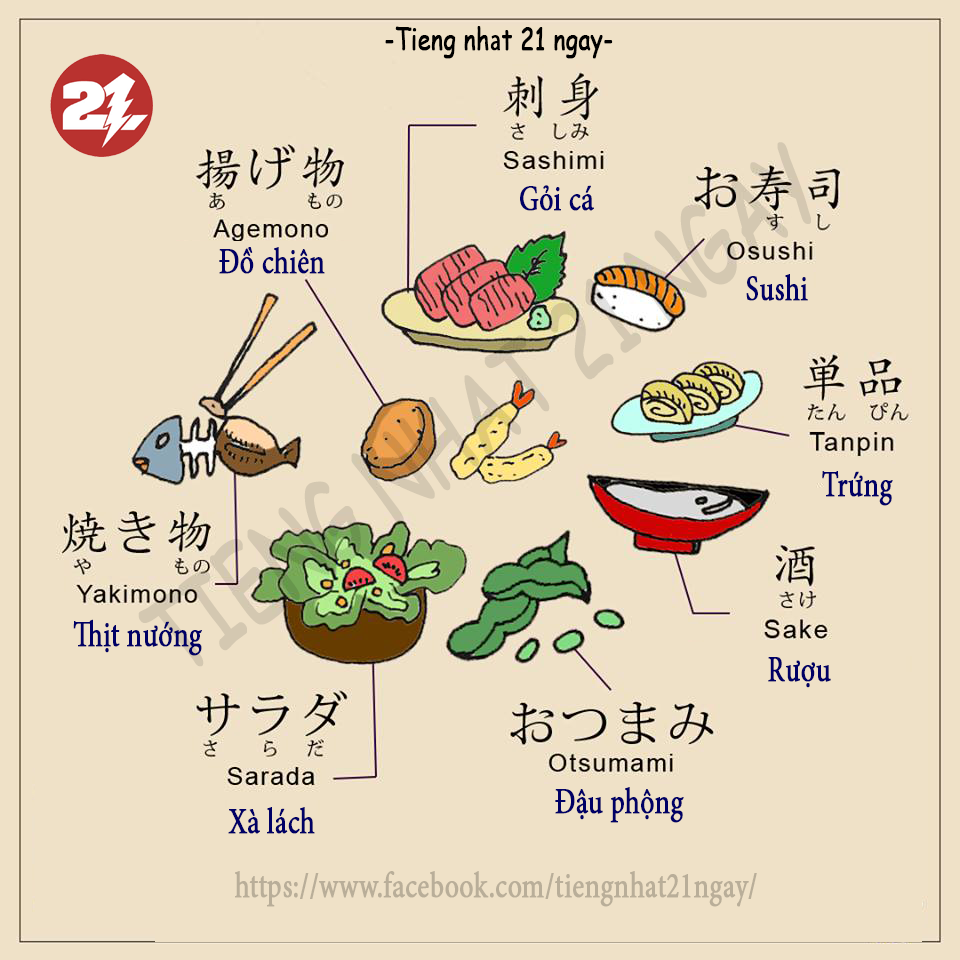 -Tieng nhat 21 ngay-
21
刺身
さ しみ
Sashimi
Gỏi cá
揚げ物
あ もの
Agemono
Đồ chiên
お寿司
す し
Osushi
Sushi
単品
たん ぴん
Tanpin
Trứng
焼き物
や もの
Yakimono
Thịt nướng
酒
さけ
Sake
Rượu
サラダ
さ ら だ
Sarada
Xà lách
おつまみ
Otsumami
Đậu phộng
TIENG NHAT 21NGAY
https://www.facebook.com/tiengnhat21ngay/